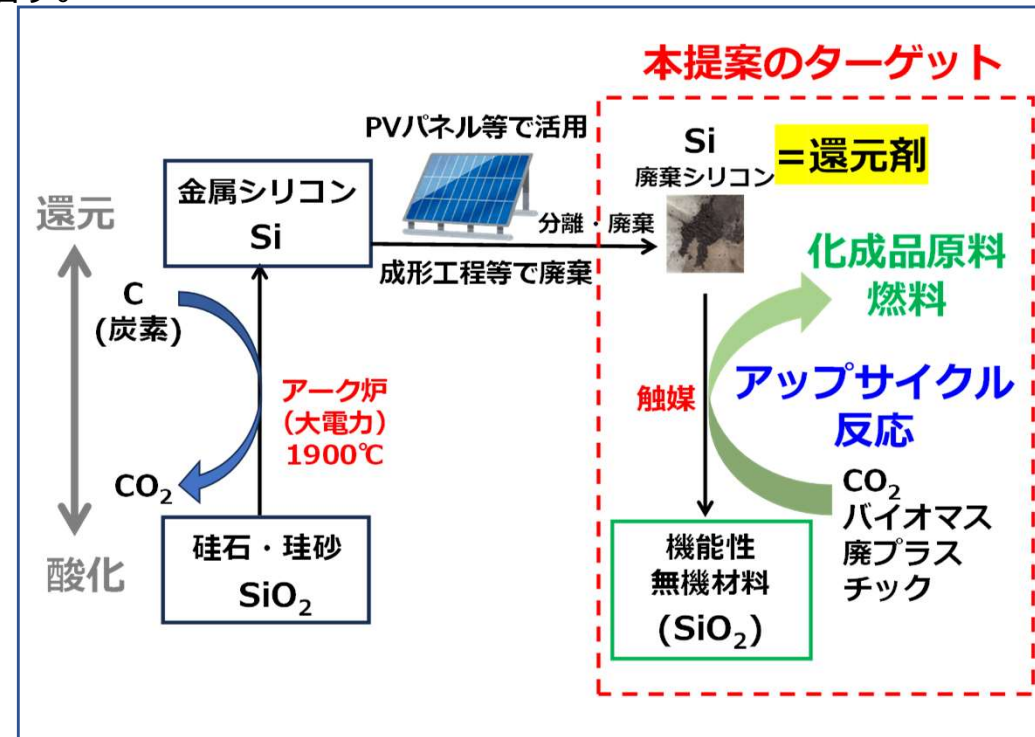 本提案のターゲット
PVパネル等で活用
Si
廃棄シリコン
=還元剤
金属シリコン
Si
分離・廃棄
成形工程等で廃棄
還元
酸化
C
(炭素)
アーク炉
（大電力）
1900℃
CO₂
硅石・珪砂
SiO₂
化成品原料
燃料
触媒
アップサイクル
反応
CO₂
バイオマス
廃プラス
チック
機能性
無機材料
(SiO₂)